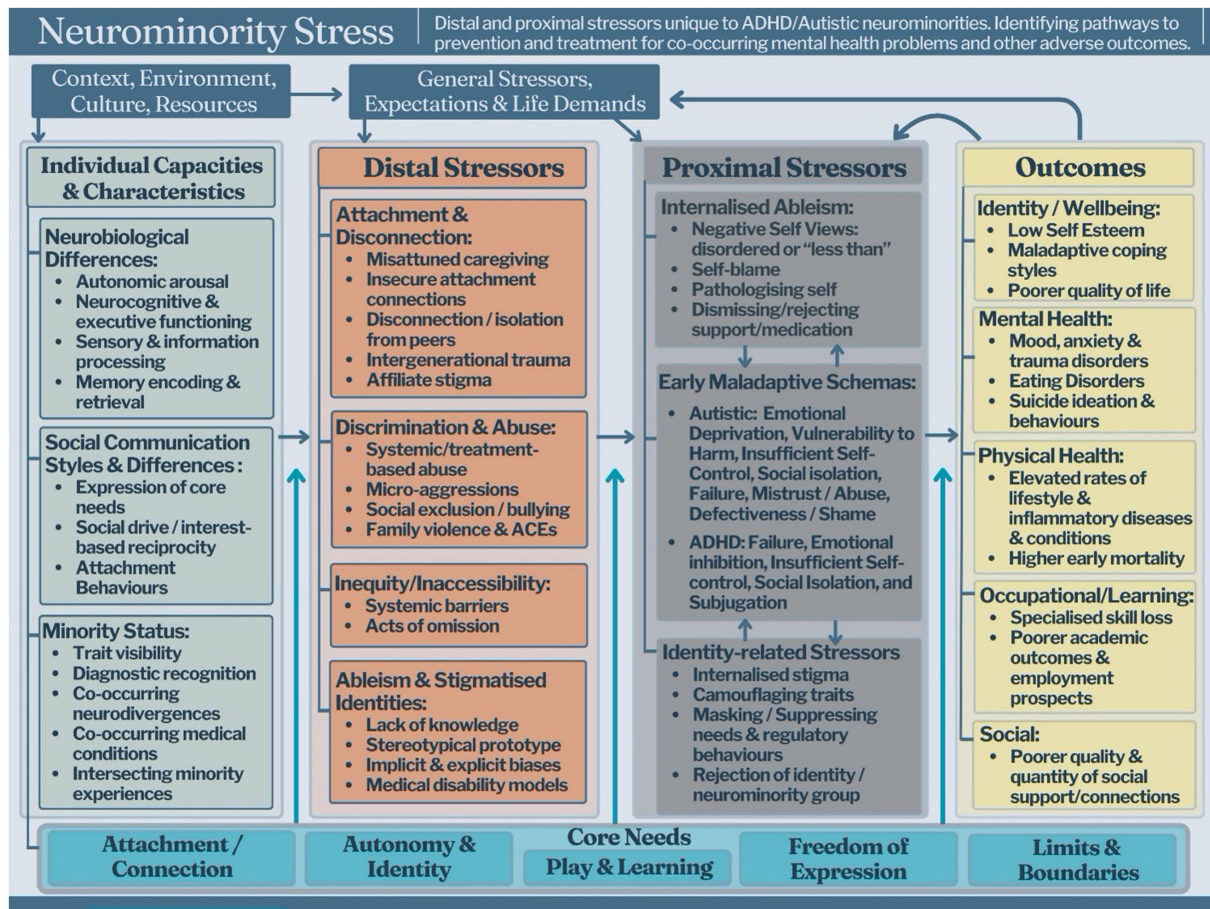 Neurominority Stress
Distal and proximal stressors unique to ADHD/Autistic neurominorities. Identifying pathways to
prevention and treatment for co-occurring mental health problems and other adverse outcomes.
Context, Environment,
Culture, Resources
General Stressors,
Expectations & Life Demands
Individual Capacities
& Characteristics
Neurobiological
Differences:
• Autonomic arousal
• Neurocognitive &
executive functioning
• Sensory & information
processing
• Memory encoding &
retrieval
Social Communication
Styles & Differences:
• Expression of core
needs
• Social drive / interest-
based reciprocity
• Attachment
Behaviours
Minority Status:
• Trait visibility
• Diagnostic recognition
• Co-occurring
neurodivergences
• Co-occurring medical
conditions
• Intersecting minority
experiences
Distal Stressors
Attachment &
Disconnection:
• Misattuned caregiving
• Insecure attachment
connections
• Disconnection / isolation
from peers
• Intergenerational trauma
• Affiliate stigma
Discrimination & Abuse:
• Systemic/treatment-
based abuse
• Micro-aggressions
• Social exclusion / bullying
• Family violence & ACEs
Inequity/Inaccessibility:
• Systemic barriers
• Acts of omission
Ableism & Stigmatised
Identities:
• Lack of knowledge
• Stereotypical prototype
• Implicit & explicit biases
• Medical disability models
Proximal Stressors
Internalised Ableism:
• Negative Self Views:
disordered or “less than”
• Self-blame
• Pathologising self
• Dismissing/rejecting
support/medication
Early Maladaptive Schemas:
• Autistic: Emotional
Deprivation, Vulnerability to
Harm, Insufficient Self-
Control, Social isolation,
Failure, Mistrust / Abuse,
Defectiveness / Shame
• ADHD: Failure, Emotional
inhibition, Insufficient Self-
control, Social Isolation, and
Subjugation
Identity-related Stressors
• Internalised stigma
• Camouflaging traits
• Masking / Suppressing
needs & regulatory
behaviours
• Rejection of identity /
neurominority group
Outcomes
Identity / Wellbeing:
• Low Self Esteem
• Maladaptive coping
styles
• Poorer quality of life
Mental Health:
• Mood, anxiety &
trauma disorders
• Eating Disorders
• Suicide ideation &
behaviours
Physical Health:
• Elevated rates of
lifestyle &
inflammatory diseases
& conditions
• Higher early mortality
Occupational/Learning:
• Specialised skill loss
• Poorer academic
outcomes &
employment
prospects
Social:
• Poorer quality &
quantity of social
support/connections
Core Needs
Attachment /
Connection
Autonomy &
Identity
Play & Learning
Freedom of
Expression
Limits &
Boundaries